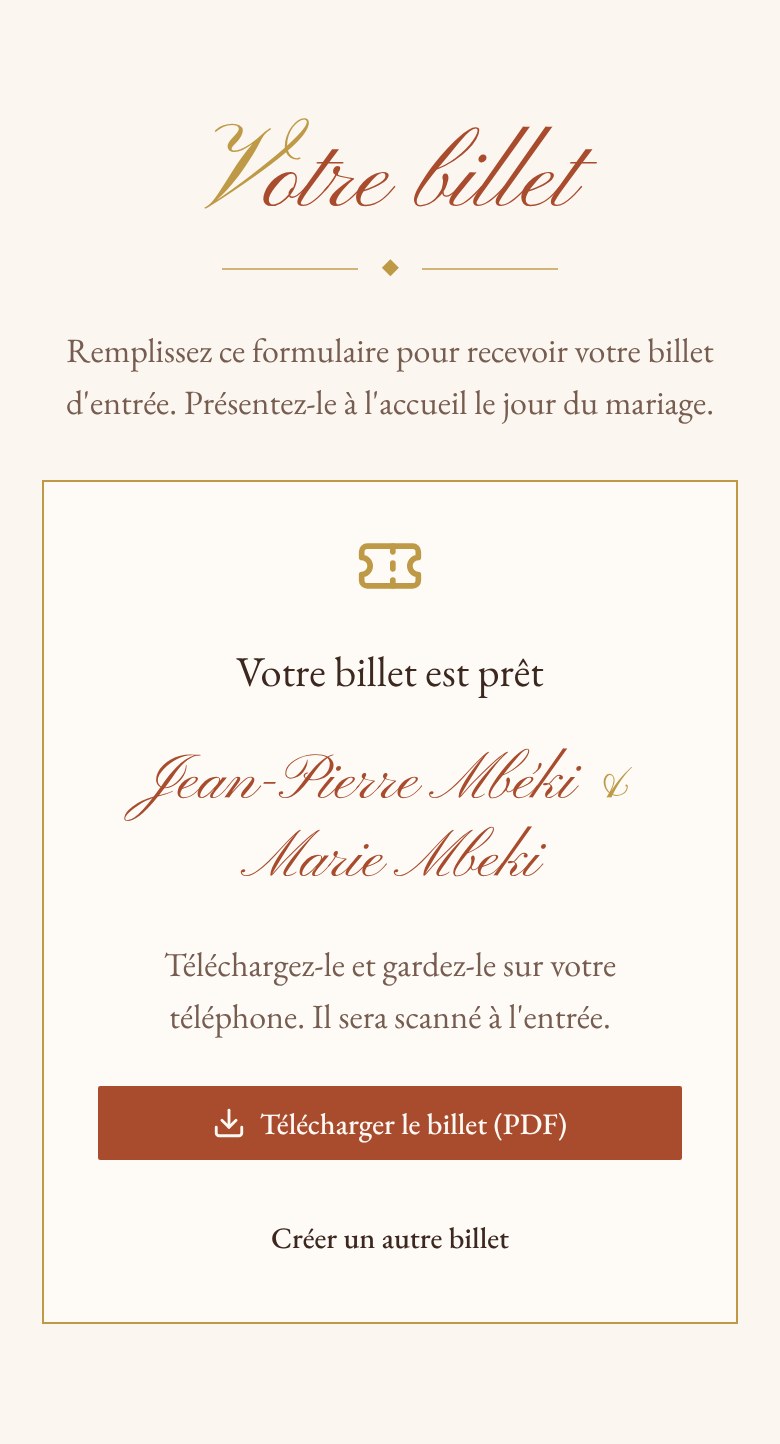 Votre billet
Remplissez ce formulaire pour recevoir votre billet
d'entrée. Présentez-le à l'accueil le jour du mariage.
Votre billet est prêt
Jean-Pierre Mbéki &
Marie Mbeki
Téléchargez-le et gardez-le sur votre
téléphone. Il sera scanné à l'entrée.
Télécharger le billet (PDF)
Créer un autre billet